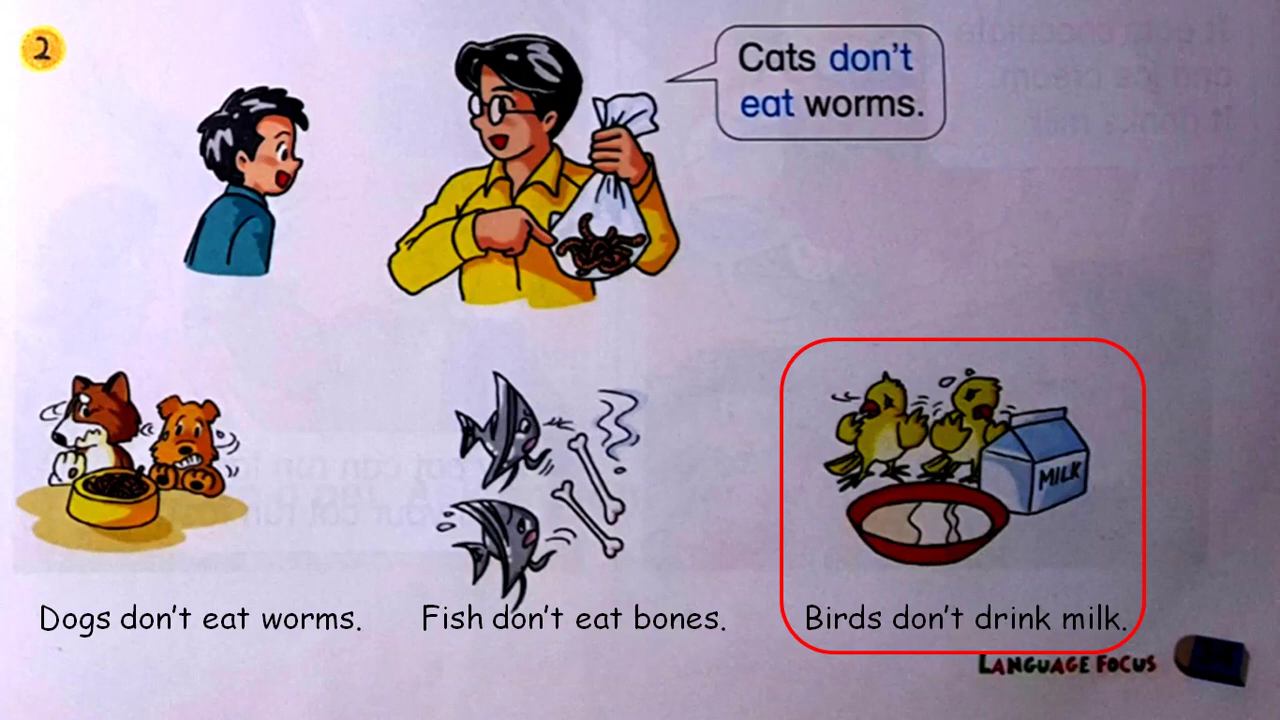 2
Cats don't
eat worms.
MILK
Dogs don't eat worms.
Fish don't eat bones.
Birds don't drink milk.
LANGUAGE FOCUS